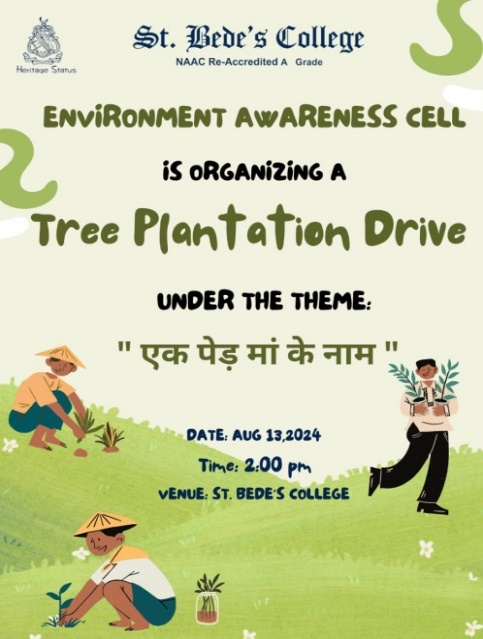 St. Bede's College
NAAC Re-Accredited A Grade
Heritage Status
ENVIRONMENT AWARENESS CELL
IS ORGANIZING A
Tree Plantation Drive
UNDER THE THEME:
" एक पेड़ मां के नाम "
DATE: AUG 13,2024
Time: 2:00 pm
VENUE: ST. BEDE'S COLLEGE